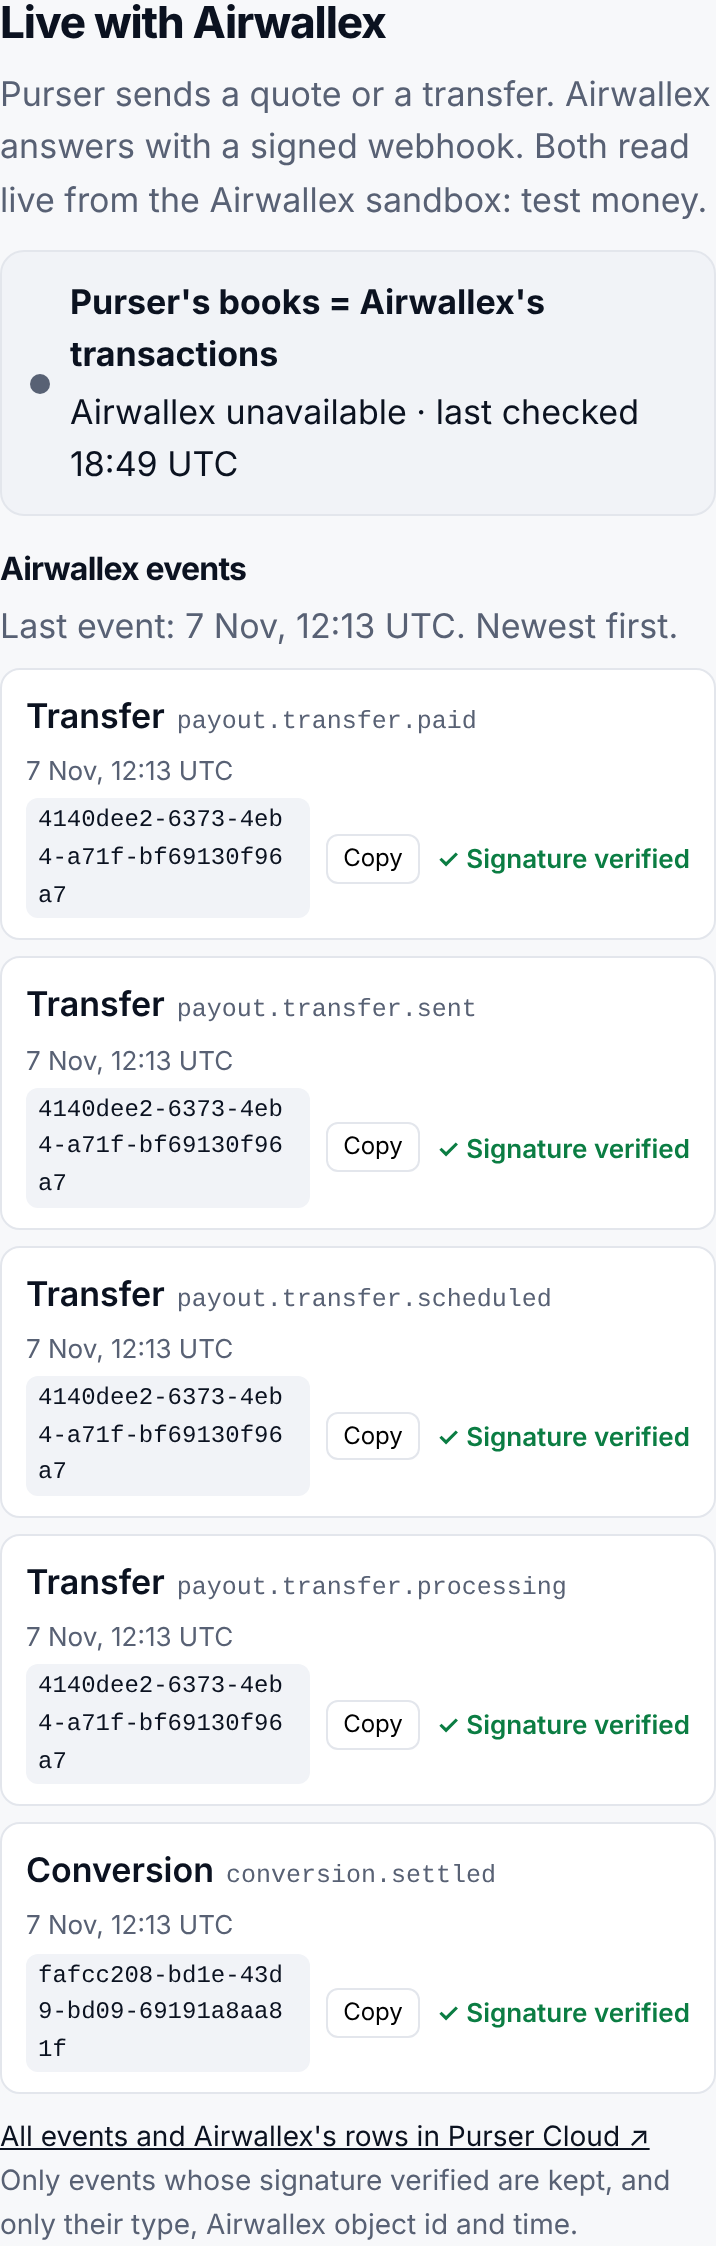 Live with Airwallex
Purser sends a quote or a transfer. Airwallex
answers with a signed webhook. Both read
live from the Airwallex sandbox: test money.
Purser's books = Airwallex's
transactions
Airwallex unavailable · last checked
18:49 UTC
Airwallex events
Last event: 7 Nov, 12:13 UTC. Newest first.
Transfer payout.transfer.paid
7 Nov, 12:13 UTC
4140dee2-6373-4eb
4-a71f-bf69130f96
a7
Copy ✓ Signature verified
Transfer payout.transfer.sent
7 Nov, 12:13 UTC
4140dee2-6373-4eb
4-a71f-bf69130f96
a7
Copy ✓ Signature verified
Transfer payout.transfer.scheduled
7 Nov, 12:13 UTC
4140dee2-6373-4eb
4-a71f-bf69130f96
a7
Copy ✓ Signature verified
Transfer payout.transfer.processing
7 Nov, 12:13 UTC
4140dee2-6373-4eb
4-a71f-bf69130f96
a7
Copy ✓ Signature verified
Conversion conversion.settled
7 Nov, 12:13 UTC
fafcc208-bd1e-43d
9-bd09-69191a8aa8
1f
Copy ✓ Signature verified
All events and Airwallex's rows in Purser Cloud ↗
Only events whose signature verified are kept, and
only their type, Airwallex object id and time.